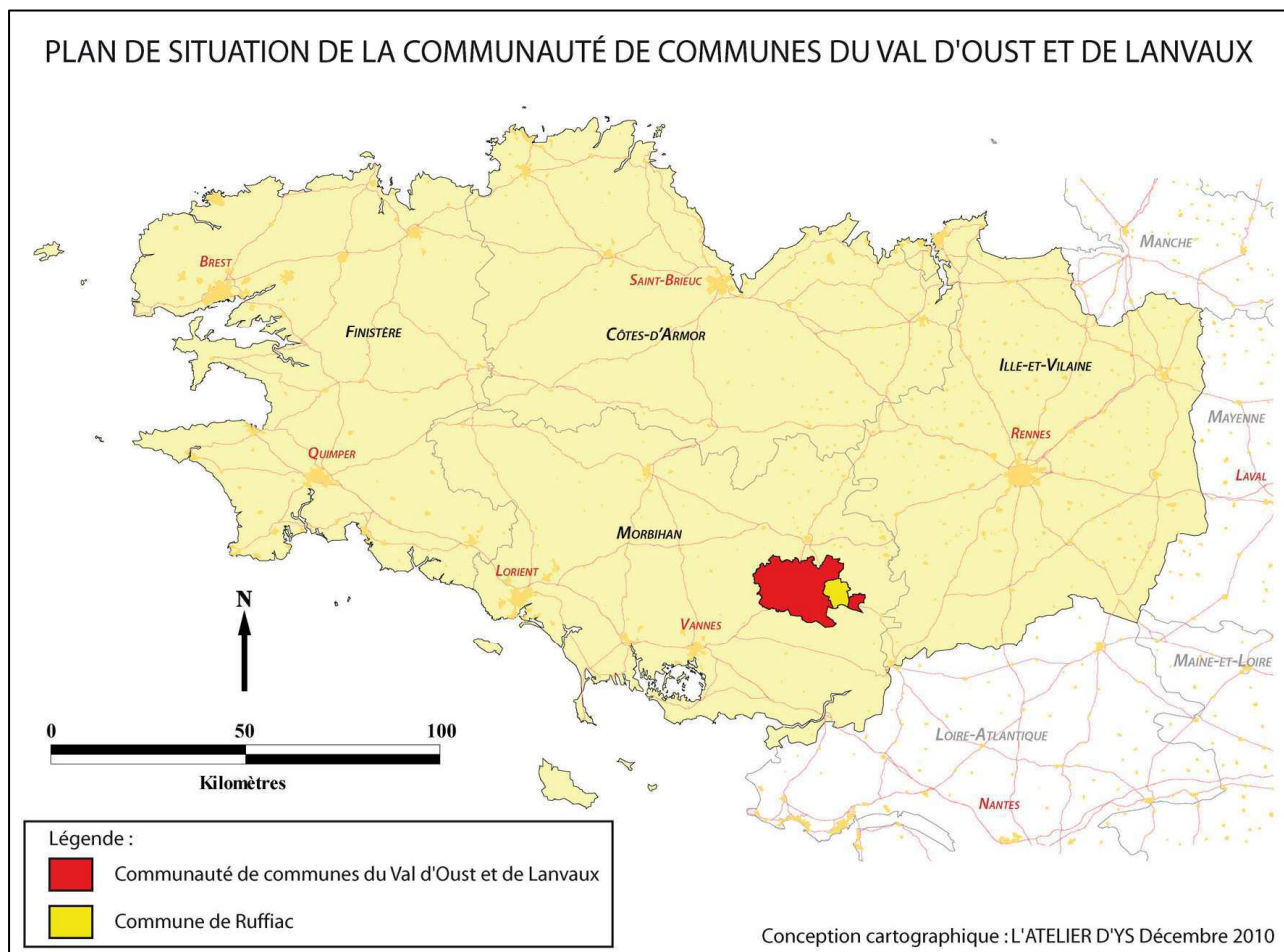 PLAN DE SITUATION DE LA COMMUNAUTÉ DE COMMUNES DU VAL D'OUST ET DE LANVAUX
MANCHE
BREST
SAINT-BRIEUC
FINISTÈRE
CÔTES-D'ARMOR
ILLE-ET-VILAINE
MAYENNE
RENNES
QUIMPER
LAVAL
MORBIHAN
LORIENT
N
VANNES
MAINE-ET-LOIRE
0 50 100
LOIRE-ATLANTIQUE
Kilomètres
NANTES
Légende :
Communauté de communes du Val d'Oust et de Lanvaux
Commune de Ruffiac
Conception cartographique : L'ATELIER D'YS Décembre 2010